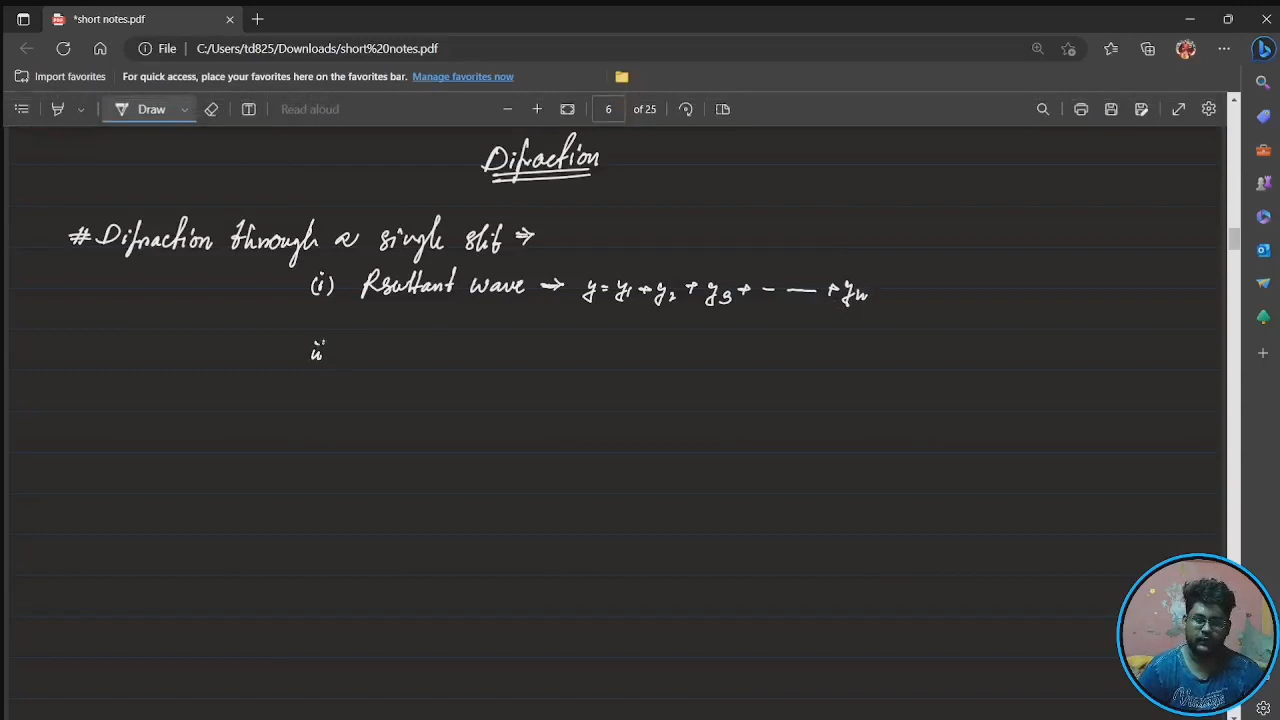 *short notes.pdf
File C:/Users/td825/Downloads/short%20notes.pdf
Import favorites For quick access, place your favorites here on the favorites bar. Manage favorites now
Draw Read aloud 6 of 25
Difraction
# Difraction through a single slit ⇒
(i) Resultant wave → y = y₁ + y₂ + y₃ + - — + yₙ
ii